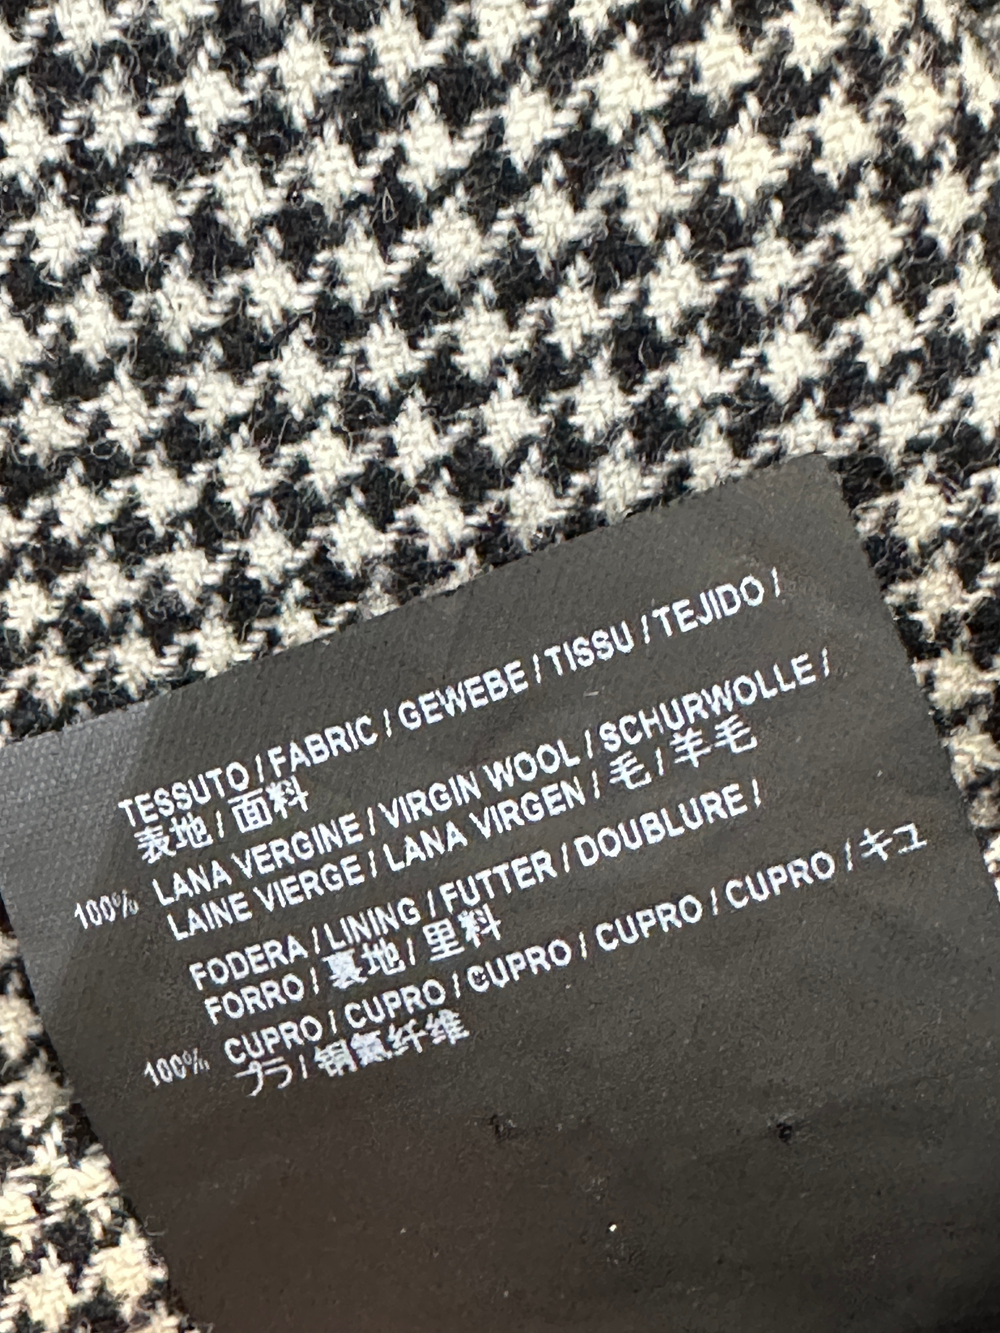 TESSUTO / FABRIC / GEWEBE / TISSU / TEJIDO /
表地 / 面料
100% LANA VERGINE / VIRGIN WOOL / SCHURWOLLE /
LAINE VIERGE / LANA VIRGEN / 毛 / 羊毛
FODERA / LINING / FUTTER / DOUBLURE /
FORRO / 裏地 / 里料
100% CUPRO / CUPRO / CUPRO / CUPRO / CUPRO / キュ
プラ / 铜氨纤维